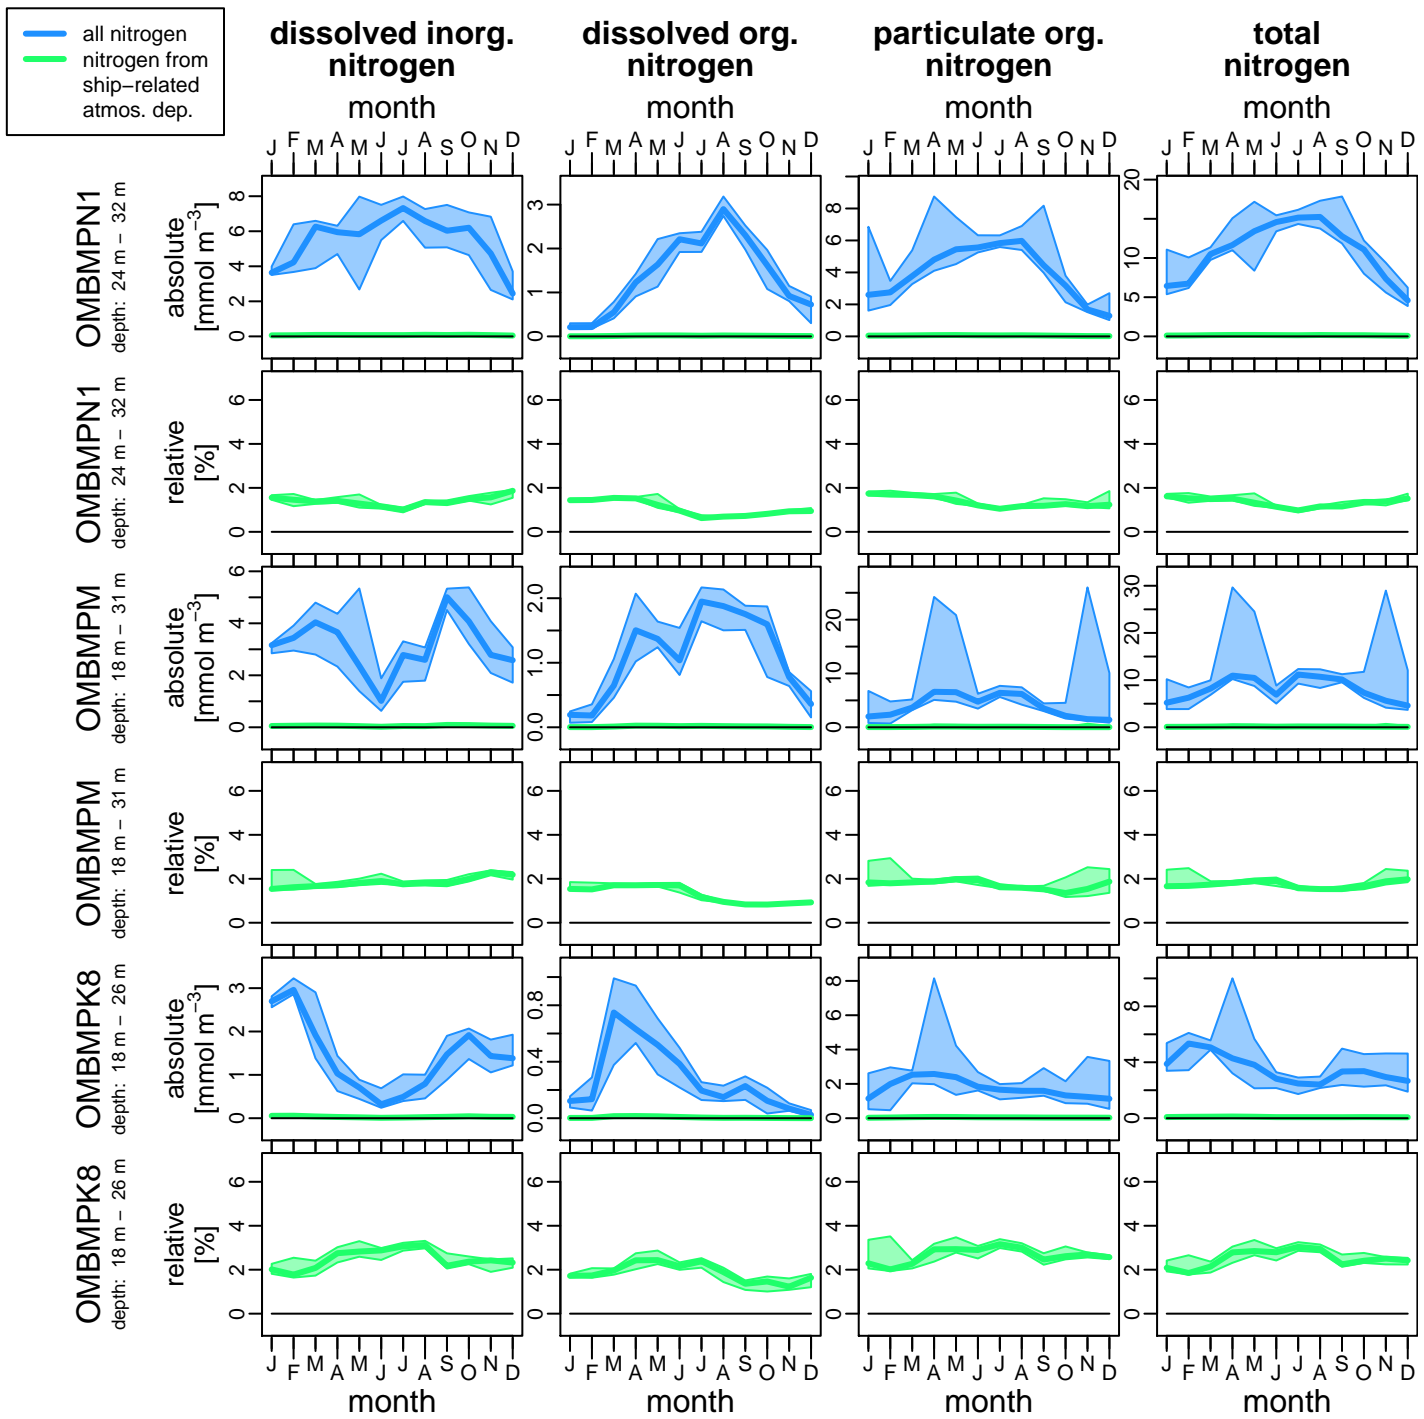 all nitrogen
nitrogen from
ship−related
atmos. dep.
dissolved inorg.
nitrogen
dissolved org.
nitrogen
particulate org.
nitrogen
total
nitrogen
month month month month
J F M A M J J A S O N D J F M A M J J A S O N D J F M A M J J A S O N D J F M A M J J A S O N D
OMBMPN1
depth: 24 m − 32 m
absolute
[mmol m⁻³]
0 2 4 6 8
0 1 2 3
0 2 4 6 8
0 5 10 20
OMBMPN1
depth: 24 m − 32 m
relative
[%]
0 2 4 6
0 2 4 6
0 2 4 6
0 2 4 6
OMBMPM
depth: 18 m − 31 m
absolute
[mmol m⁻³]
0 2 4 6
0.0 1.0 2.0
0 10 20
0 10 20 30
OMBMPM
depth: 18 m − 31 m
relative
[%]
0 2 4 6
0 2 4 6
0 2 4 6
0 2 4 6
OMBMPK8
depth: 18 m − 26 m
absolute
[mmol m⁻³]
0 1 2 3
0.0 0.4 0.8
0 2 4 6 8
0 4 8
OMBMPK8
depth: 18 m − 26 m
relative
[%]
0 2 4 6
0 2 4 6
0 2 4 6
0 2 4 6
J F M A M J J A S O N D J F M A M J J A S O N D J F M A M J J A S O N D J F M A M J J A S O N D
month month month month